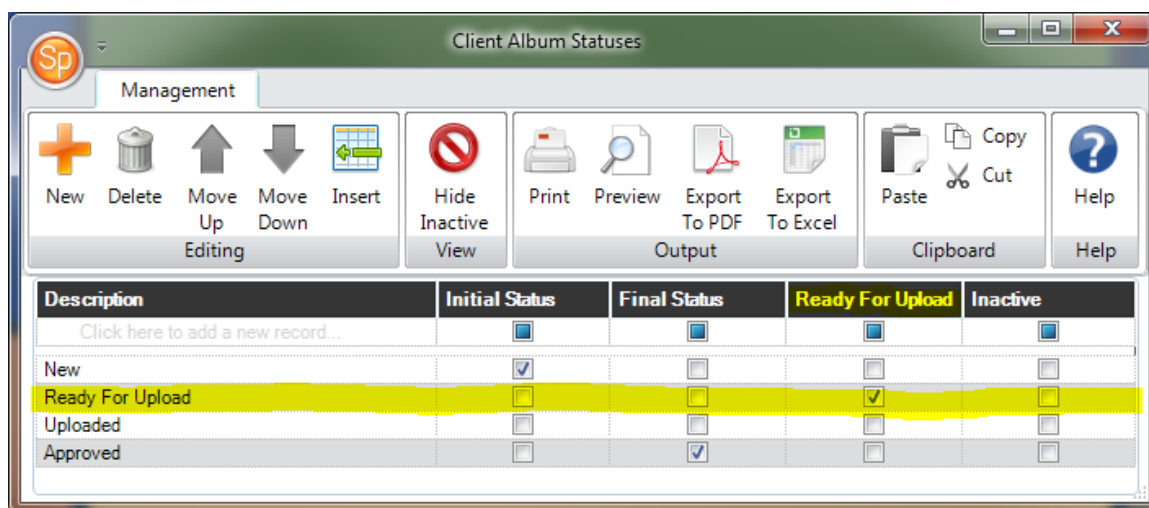 Client Album Statuses
Sp
Management
New Delete Move Up Move Down Insert
Editing
Hide Inactive
View
Print Preview Export To PDF Export To Excel
Output
Paste Copy Cut
Clipboard
? Help
Help
Description Initial Status Final Status Ready For Upload Inactive
Click here to add a new record...
New
Ready For Upload
Uploaded
Approved